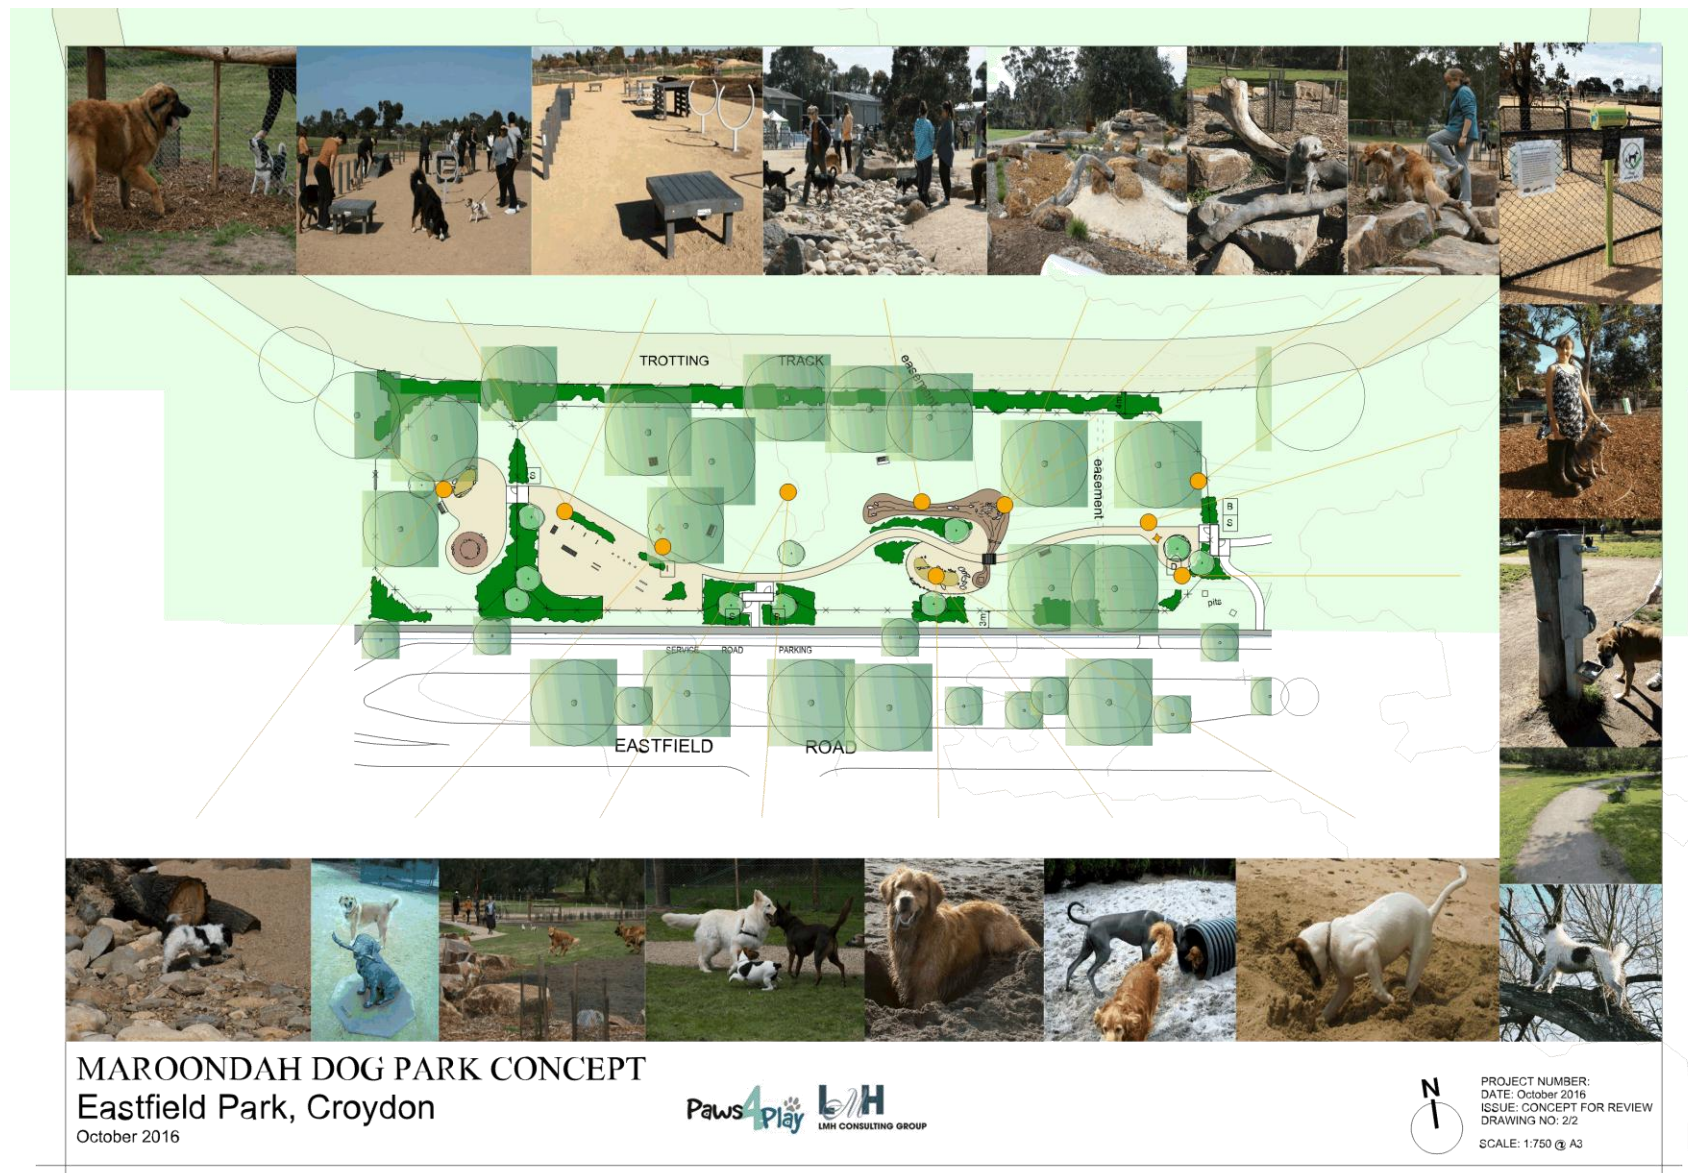 TROTTING TRACK
easement
easement
S
B
S
D
pits
3m
S
SERVICE ROAD PARKING
EASTFIELD ROAD
MAROONDAH DOG PARK CONCEPT
Eastfield Park, Croydon
October 2016
Paws4Play
LMH
LMH CONSULTING GROUP
N
PROJECT NUMBER:
DATE: October 2016
ISSUE: CONCEPT FOR REVIEW
DRAWING NO: 2/2
SCALE: 1:750 @ A3